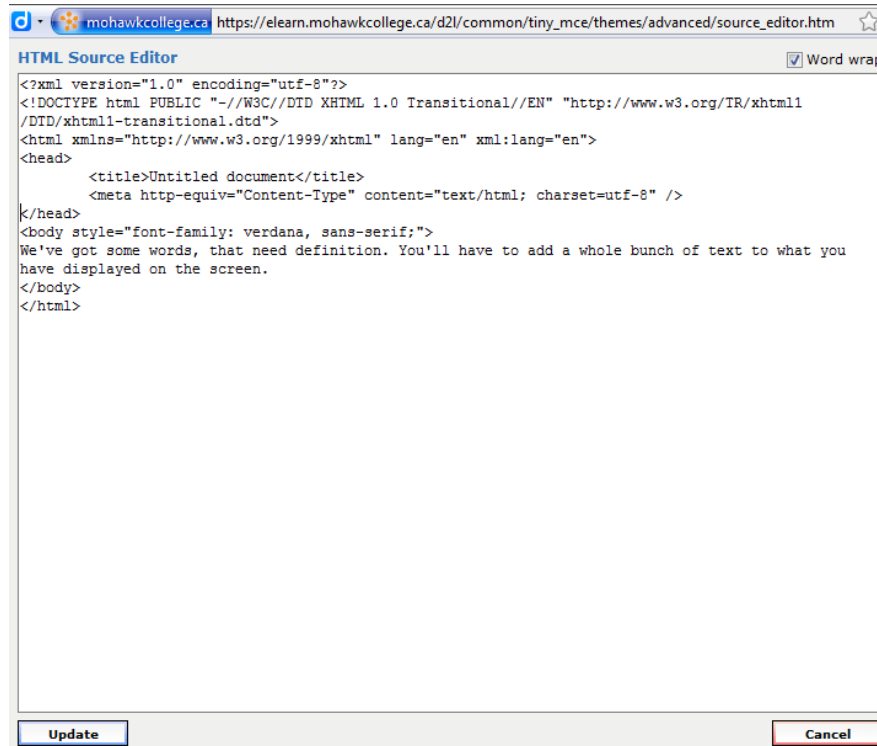 mohawkcollege.ca https://elearn.mohawkcollege.ca/d2l/common/tiny_mce/themes/advanced/source_editor.htm
HTML Source Editor
Word wrap
<?xml version="1.0" encoding="utf-8"?>
<!DOCTYPE html PUBLIC "-//W3C//DTD XHTML 1.0 Transitional//EN" "http://www.w3.org/TR/xhtml1
/DTD/xhtml1-transitional.dtd">
<html xmlns="http://www.w3.org/1999/xhtml" lang="en" xml:lang="en">
<head>
<title>Untitled document</title>
<meta http-equiv="Content-Type" content="text/html; charset=utf-8" />
</head>
<body style="font-family: verdana, sans-serif;">
We've got some words, that need definition. You'll have to add a whole bunch of text to what you
have displayed on the screen.
</body>
</html>
Update
Cancel